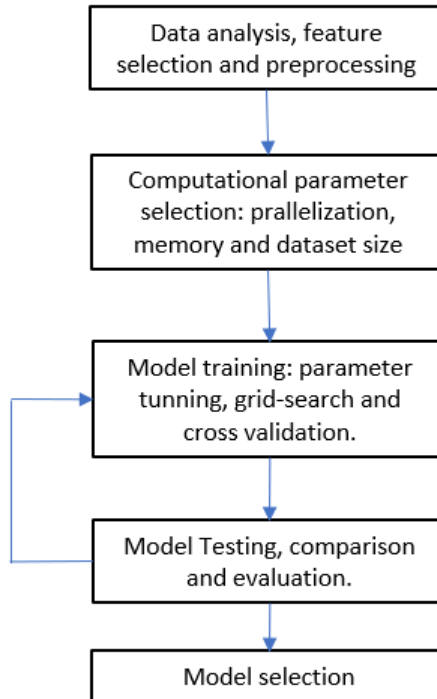 Data analysis, feature
selection and preprocessing
Computational parameter
selection: prallelization,
memory and dataset size
Model training: parameter
tunning, grid-search and
cross validation.
Model Testing, comparison
and evaluation.
Model selection